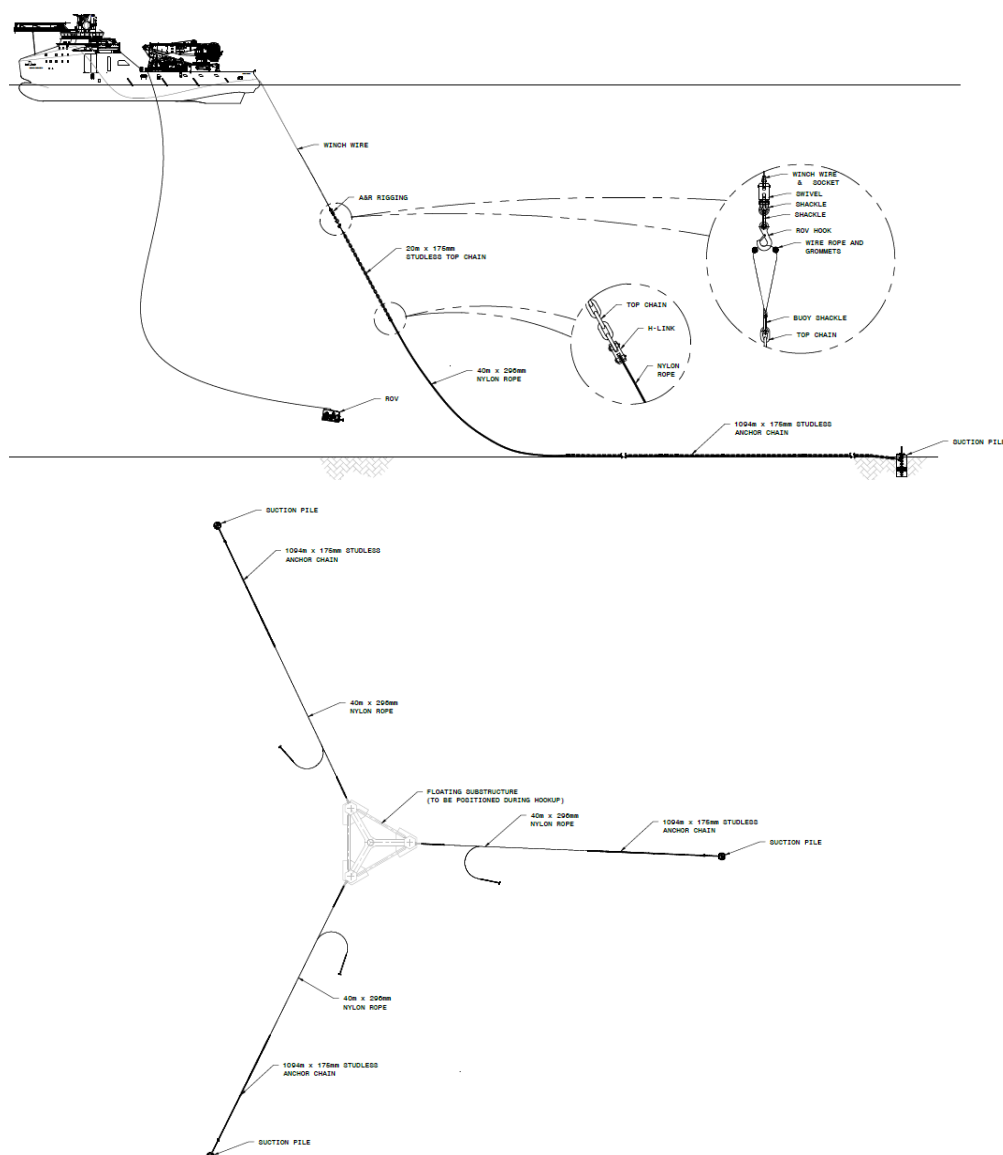 WINCH WIRE
A&R RIGGING
20m x 175mm
STUDLESS TOP CHAIN
WINCH WIRE
& SOCKET
SWIVEL
SHACKLE
SHACKLE
ROV HOOK
WIRE ROPE AND
GROMMETS
BUOY SHACKLE
TOP CHAIN
TOP CHAIN
H-LINK
NYLON
ROPE
40m x 296mm
NYLON ROPE
ROV
1094m x 175mm STUDLESS
ANCHOR CHAIN
SUCTION PILE
SUCTION PILE
1094m x 175mm STUDLESS
ANCHOR CHAIN
40m x 296mm
NYLON ROPE
FLOATING SUBSTRUCTURE
(TO BE POSITIONED DURING HOOKUP)
40m x 296mm
NYLON ROPE
1094m x 175mm STUDLESS
ANCHOR CHAIN
SUCTION PILE
40m x 296mm
NYLON ROPE
1094m x 175mm STUDLESS
ANCHOR CHAIN
SUCTION PILE